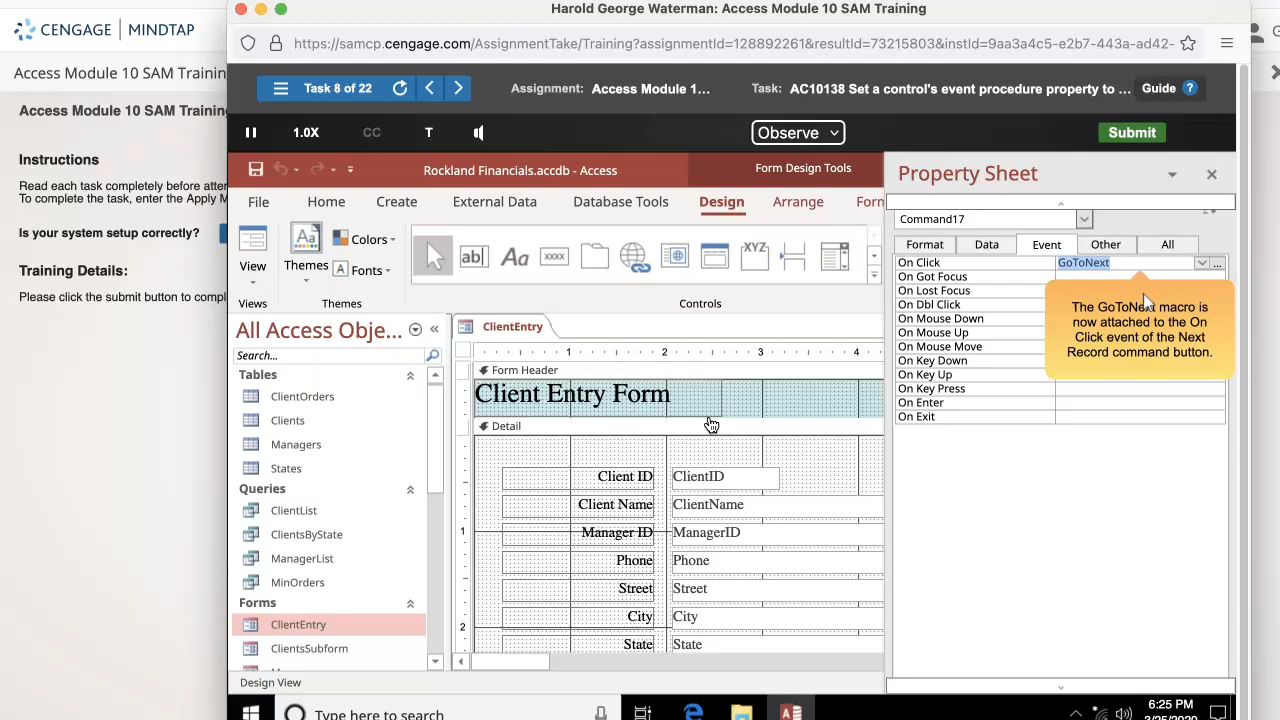 Harold George Waterman: Access Module 10 SAM Training
CENGAGE | MINDTAP
https://samcp.cengage.com/AssignmentTake/Training?assignmentId=128892261&resultId=73215803&instId=9aa3a4c5-e2b7-443a-ad42-
Access Module 10 SAM Trainin
Task 8 of 22
Assignment: Access Module 1...
Task: AC10138 Set a control's event procedure property to ...
Guide ?
Access Module 10 SAM Training
1.0X
CC
T
Observe
Submit
Instructions
Read each task completely before atte
To complete the task, enter the Apply M
Is your system setup correctly?
Training Details:
Please click the submit button to compl
Rockland Financials.accdb - Access
Form Design Tools
File
Home
Create
External Data
Database Tools
Design
Arrange
Form
View
Views
Themes
Colors
Fonts
Themes
ab|
Aa
xxxx
XYZ
Controls
Property Sheet
Command17
Format
Data
Event
Other
All
On Click
GoToNext
...
On Got Focus
On Lost Focus
On Dbl Click
On Mouse Down
On Mouse Up
On Mouse Move
On Key Down
On Key Up
On Key Press
On Enter
On Exit
The GoToNext macro is
now attached to the On
Click event of the Next
Record command button.
All Access Obje...
Search...
Tables
ClientOrders
Clients
Managers
States
Queries
ClientList
ClientsByState
ManagerList
MinOrders
Forms
ClientEntry
ClientsSubform
ClientEntry
1 2 3 4
Form Header
Client Entry Form
Detail
Client ID ClientID
Client Name ClientName
1
Manager ID ManagerID
Phone Phone
Street Street
City City
2
State State
Design View
Type here to search
6:25 PM